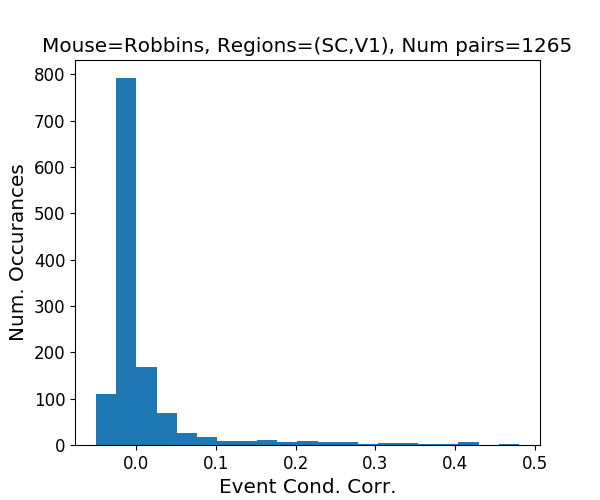 Mouse=Robbins, Regions=(SC,V1), Num pairs=1265
800
700
600
500
400
300
200
100
0
Num. Occurances
0.0 0.1 0.2 0.3 0.4 0.5
Event Cond. Corr.